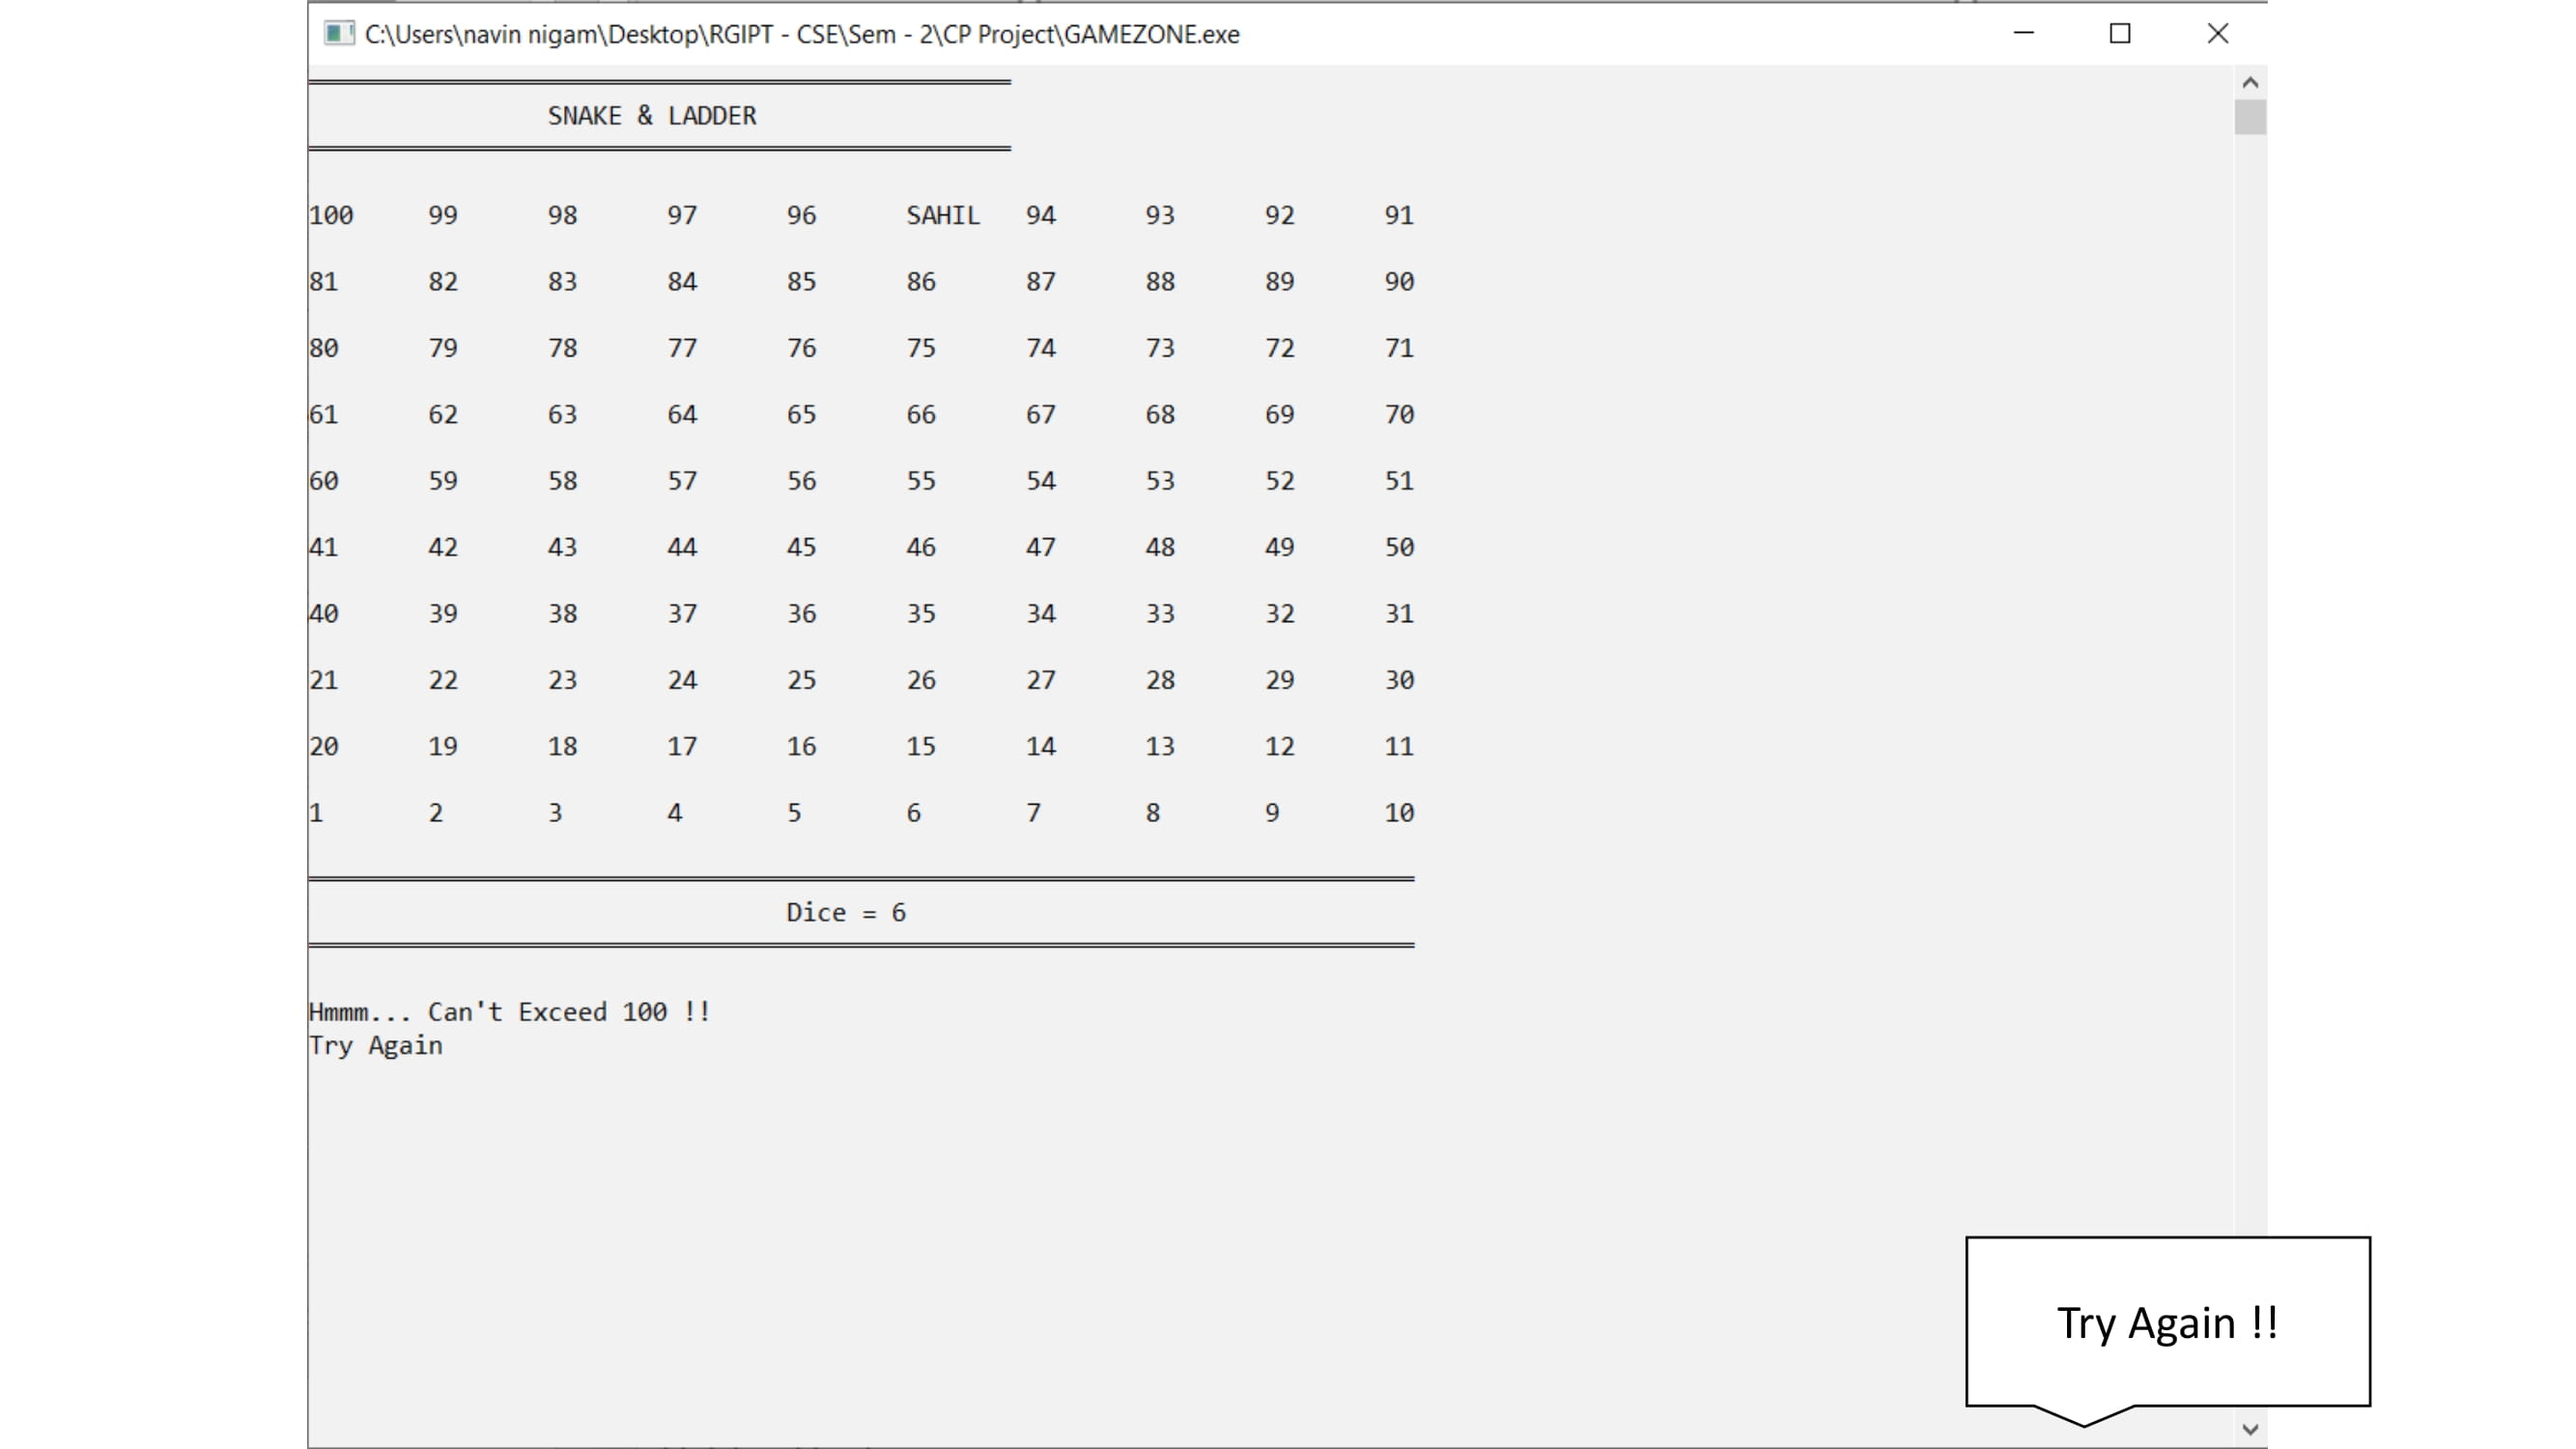 C:\Users\navin nigam\Desktop\RGIPT - CSE\Sem - 2\CP Project\GAMEZONE.exe
SNAKE & LADDER
100 99 98 97 96 SAHIL 94 93 92 91
81 82 83 84 85 86 87 88 89 90
80 79 78 77 76 75 74 73 72 71
61 62 63 64 65 66 67 68 69 70
60 59 58 57 56 55 54 53 52 51
41 42 43 44 45 46 47 48 49 50
40 39 38 37 36 35 34 33 32 31
21 22 23 24 25 26 27 28 29 30
20 19 18 17 16 15 14 13 12 11
1 2 3 4 5 6 7 8 9 10
Dice = 6
Hmmm... Can't Exceed 100 !!
Try Again
Try Again !!